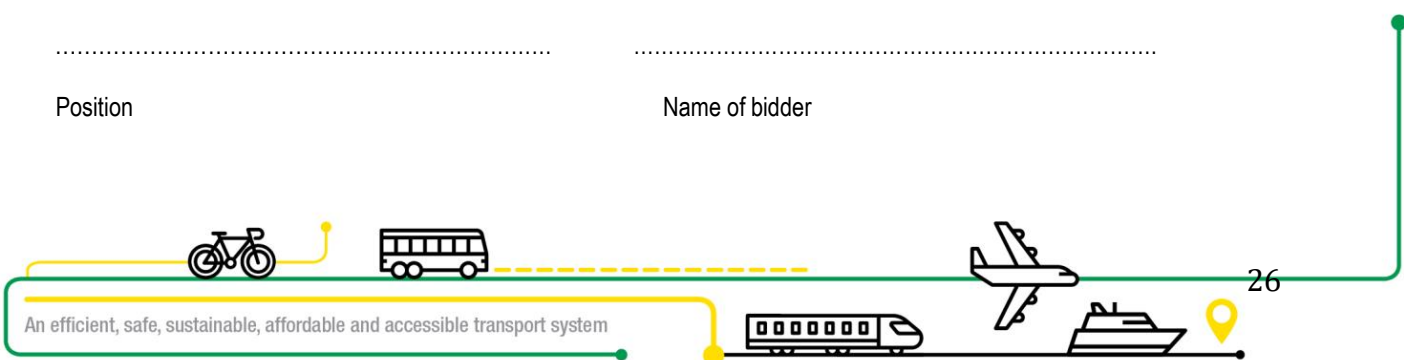 …………………………………………………………… ……………………………………………………………….
Position Name of bidder
26
An efficient, safe, sustainable, affordable and accessible transport system